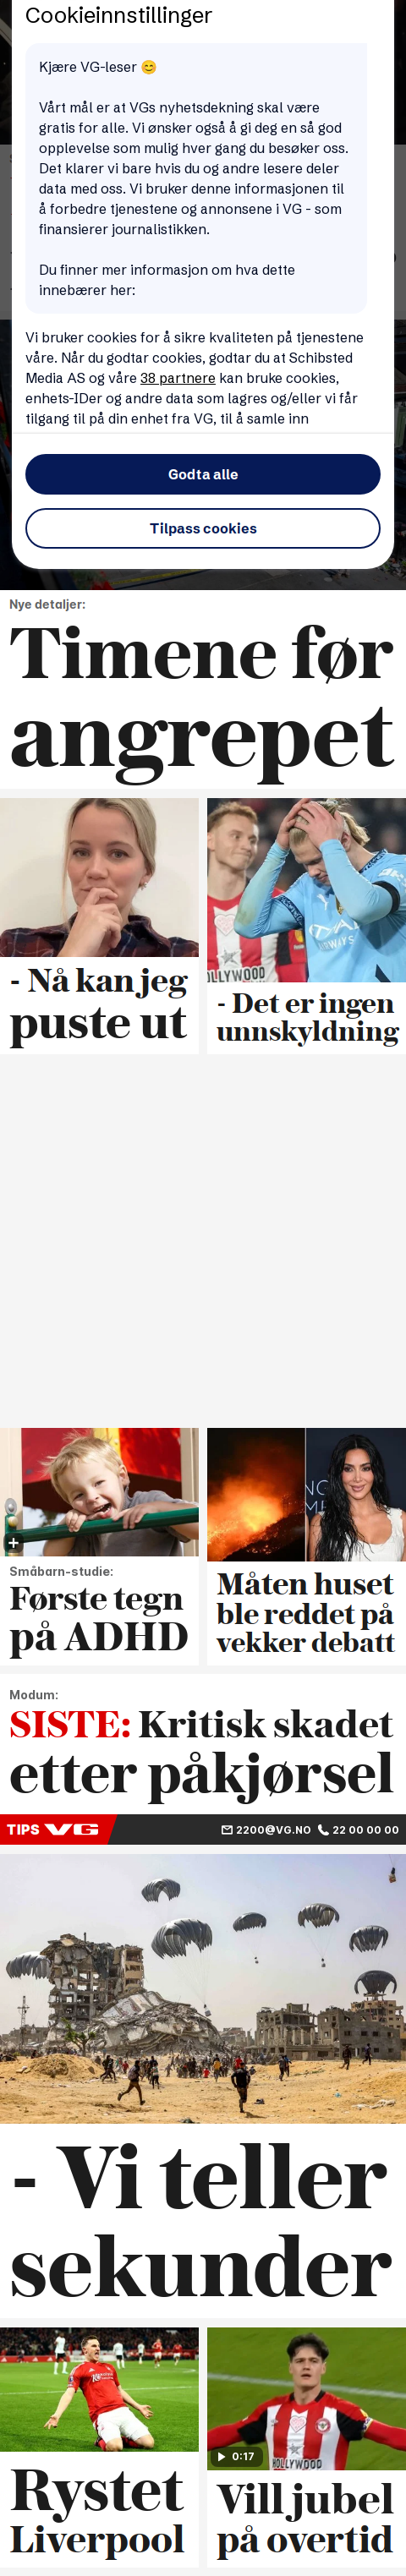 Cookieinnstillinger
Kjære VG-leser 😊
Vårt mål er at VGs nyhetsdekning skal være
gratis for alle. Vi ønsker også å gi deg en så god
opplevelse som mulig hver gang du besøker oss.
Det klarer vi bare hvis du og andre lesere deler
data med oss. Vi bruker denne informasjonen til
å forbedre tjenestene og annonsene i VG - som
finansierer journalistikken.
Du finner mer informasjon om hva dette
innebærer her:
Vi bruker cookies for å sikre kvaliteten på tjenestene
våre. Når du godtar cookies, godtar du at Schibsted
Media AS og våre 38 partnere kan bruke cookies,
enhets-IDer og andre data som lagres og/eller vi får
tilgang til på din enhet fra VG, til å samle inn
Godta alle
Tilpass cookies
Nye detaljer:
Timene før
angrepet
- Nå kan jeg
puste ut
HOLLYWOOD
- Det er ingen
unnskyldning
Småbarn-studie:
Første tegn
på ADHD
Måten huset
ble reddet på
vekker debatt
Modum:
SISTE: Kritisk skadet
etter påkjørsel
TIPS VG 2200@VG.NO 22 00 00 00
- Vi teller
sekunder
Rystet
Liverpool
0:17
HOLLYWOOD
Vill jubel
på overtid